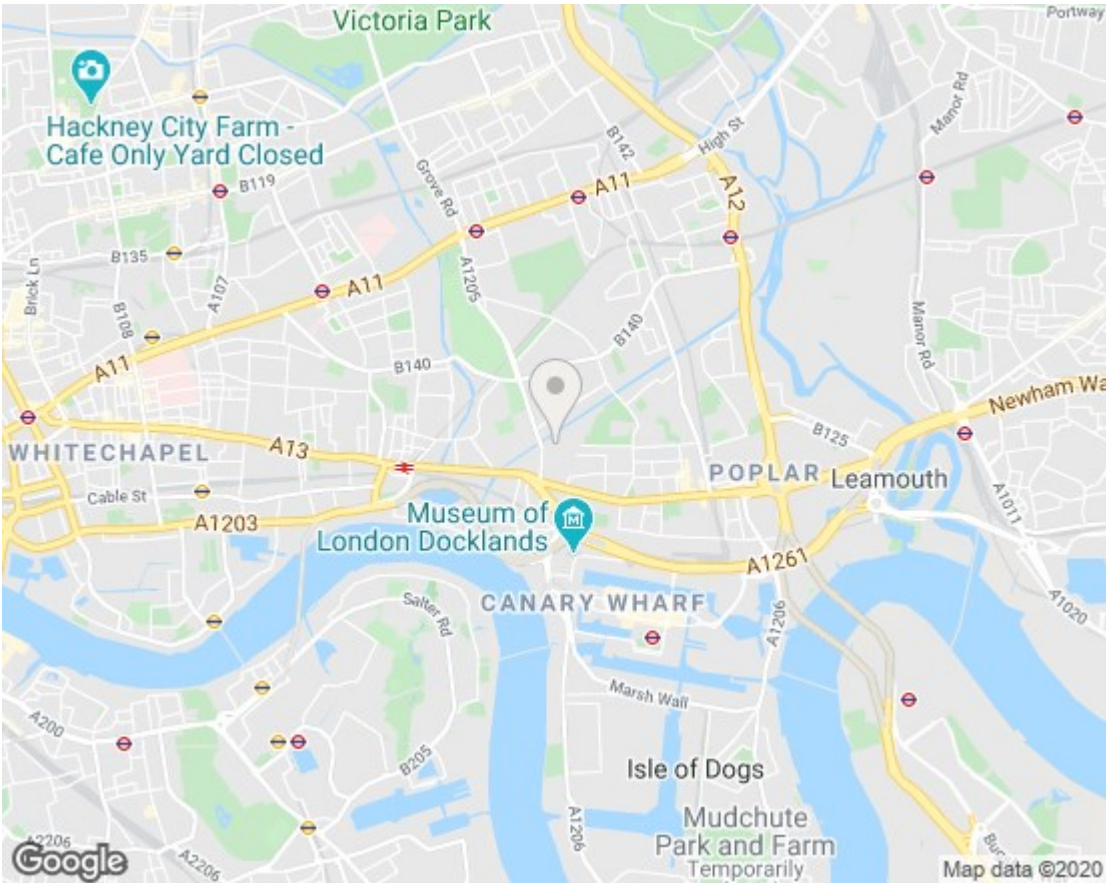 Victoria Park
Portway
Hackney City Farm -
Cafe Only Yard Closed
B142
High St
Manor Rd
B119
Grove Rd
A11
A12
B135
A107
A1205
Brick Ln
B108
A11
B140
Manor Rd
A11
B140
Newham Wa
WHITECHAPEL
A13
B125
POPLAR
Leamouth
Cable St
A1203
Museum of
London Docklands
A1011
A1261
CANARY WHARF
Salter Rd
A1206
A1020
Marsh Wall
A200
B205
Isle of Dogs
A1206
Mudchute
Park and Farm
Temporarily
A2206
A2206
Google
Map data ©2020